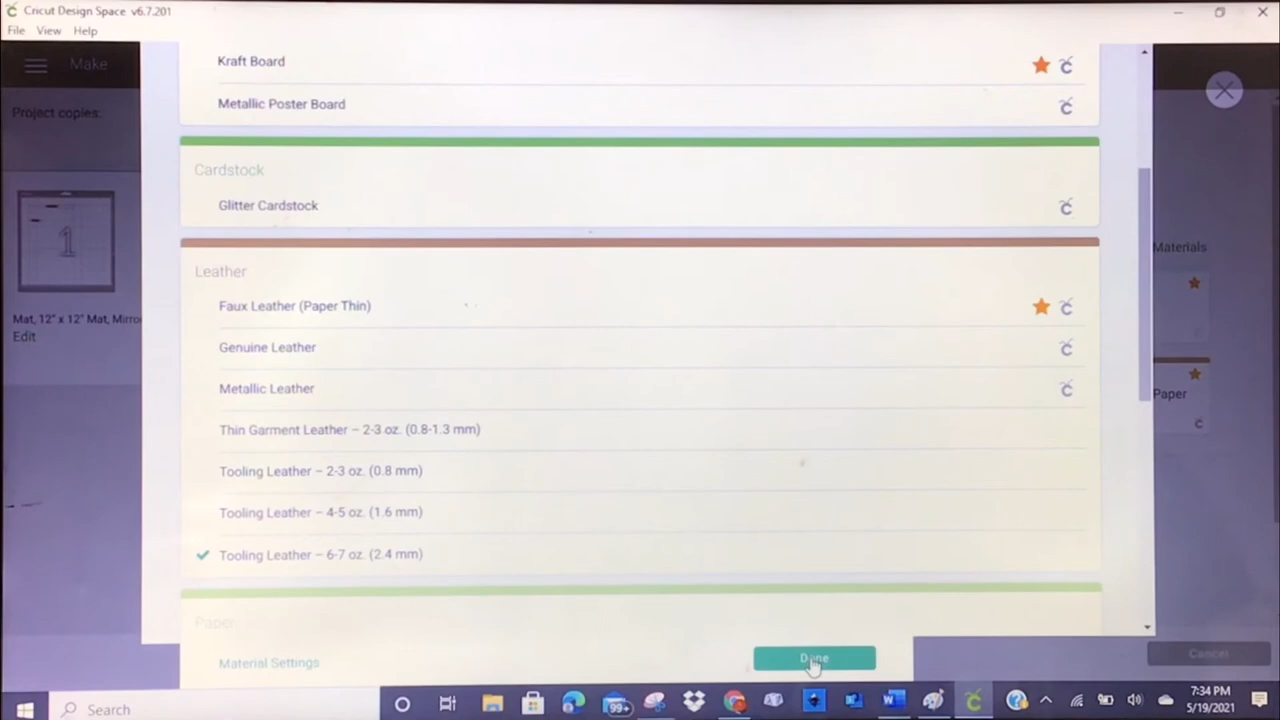 Cricut Design Space v6.7.201
File View Help
Make
Project copies:
1
Mat, 12" x 12" Mat, Mirro
Edit
Kraft Board
Metallic Poster Board
Cardstock
Glitter Cardstock
Leather
Faux Leather (Paper Thin)
Genuine Leather
Metallic Leather
Thin Garment Leather – 2-3 oz. (0.8-1.3 mm)
Tooling Leather – 2-3 oz. (0.8 mm)
Tooling Leather – 4-5 oz. (1.6 mm)
Tooling Leather – 6-7 oz. (2.4 mm)
Paper
Material Settings
Done
Materials
Paper
Cancel
Search
99+
7:34 PM
5/19/2021